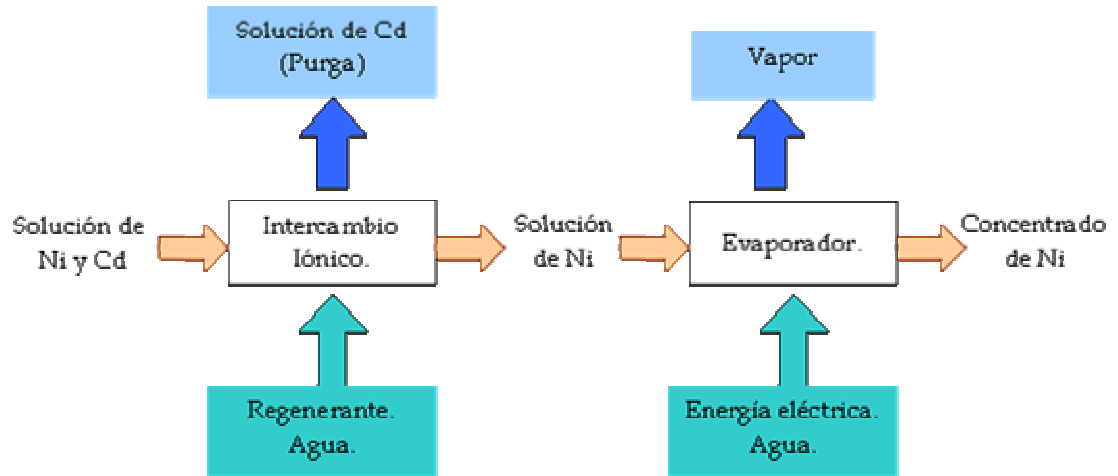 Solución de Cd
(Purga)
Vapor
Solución de
Ni y Cd
Intercambio
Iónico.
Solución
de Ni
Evaporador.
Concentrado
de Ni
Regenerante.
Agua.
Energía eléctrica.
Agua.